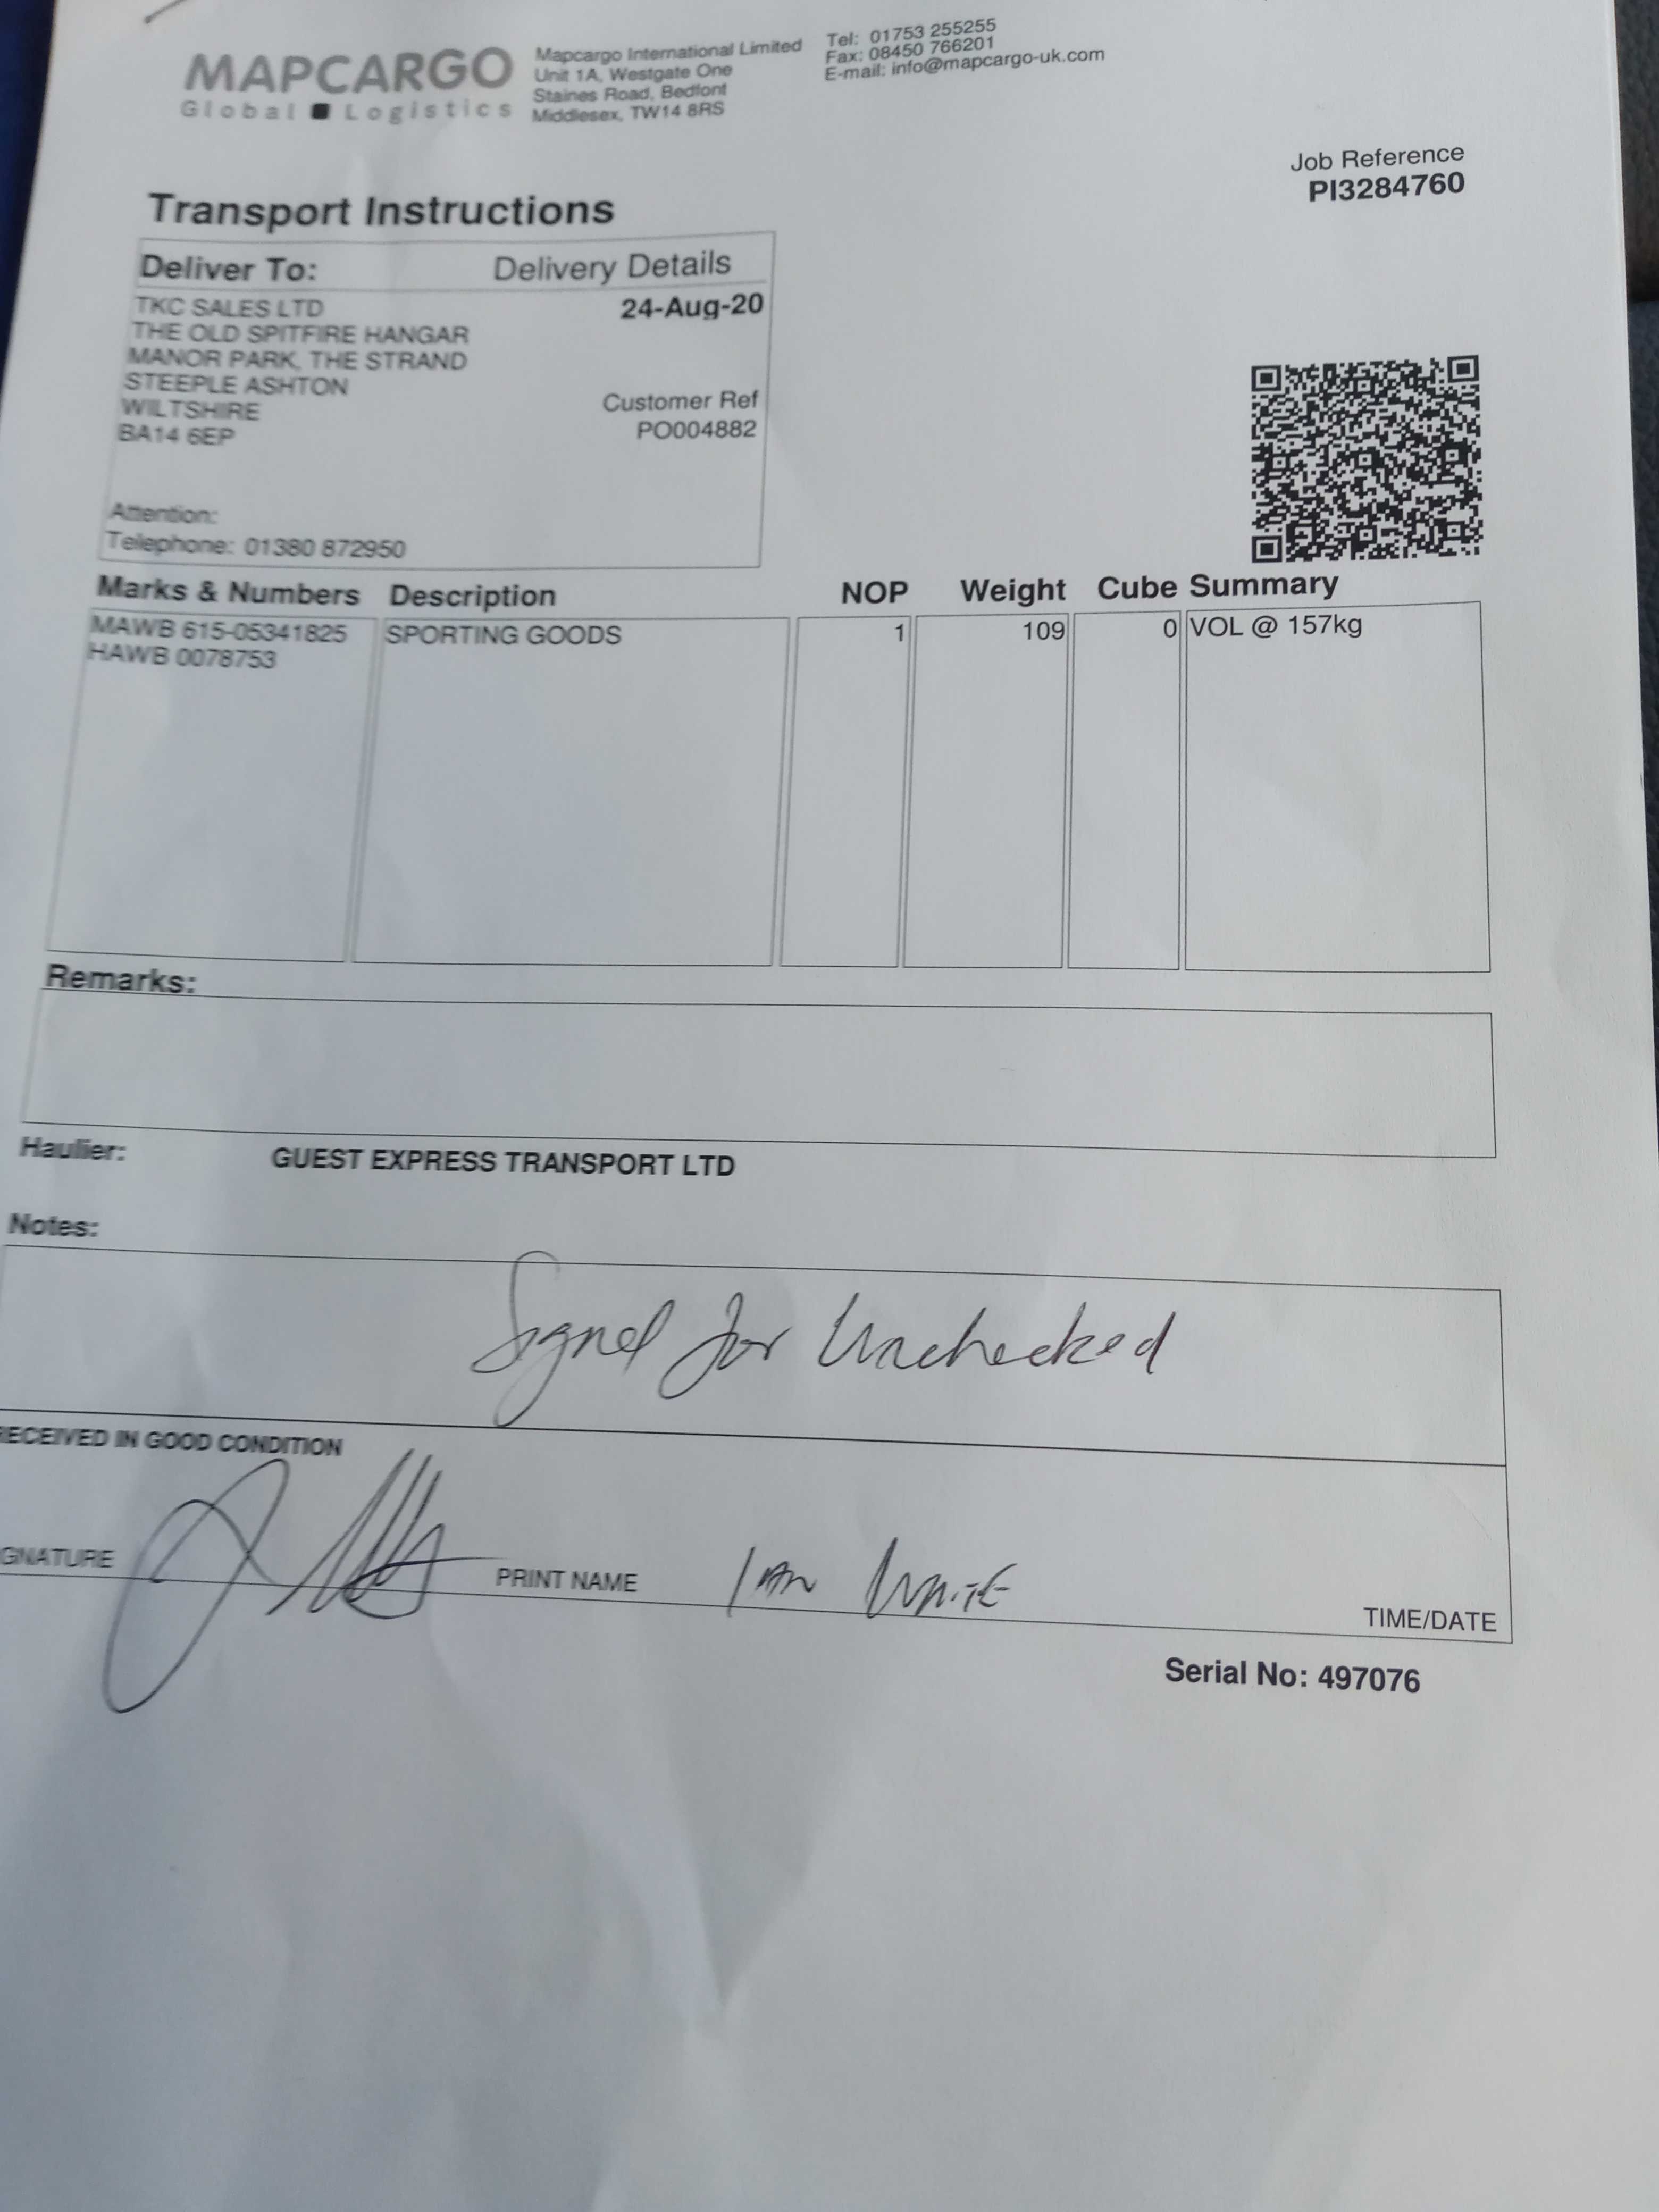 MAPCARGO
Global Logistics
Mapcargo International Limited
Unit 1A, Westgate One
Staines Road, Bedfont
Middlesex, TW14 8RS
Tel: 01753 255255
Fax: 08450 766201
E-mail: info@mapcargo-uk.com
Job Reference
PI3284760
Transport Instructions
Deliver To: Delivery Details
TKC SALES LTD 24-Aug-20
THE OLD SPITFIRE HANGAR
MANOR PARK, THE STRAND
STEEPLE ASHTON
WILTSHIRE Customer Ref
BA14 6EP PO004882
Attention:
Telephone: 01380 872950
Marks & Numbers Description NOP Weight Cube Summary
MAWB 615-05341825 SPORTING GOODS 1 109 0 VOL @ 157kg
HAWB 0078753
Remarks:
Haulier: GUEST EXPRESS TRANSPORT LTD
Notes:
Signed for Unchecked
RECEIVED IN GOOD CONDITION
GNATURE PRINT NAME IAN WHITE TIME/DATE
Serial No: 497076